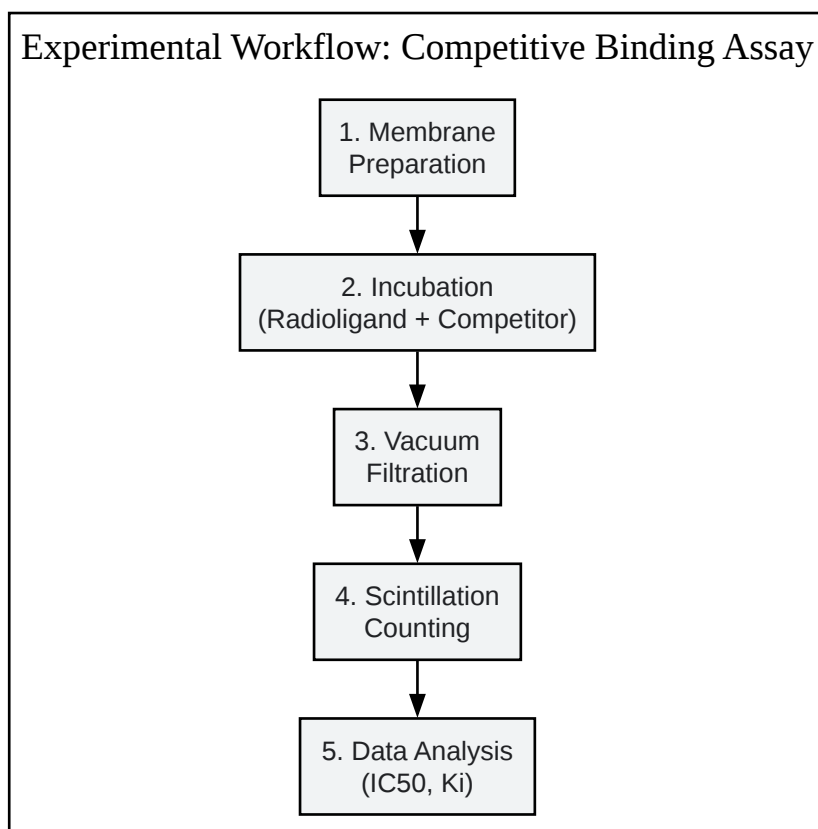 Experimental Workflow: Competitive Binding Assay
1. Membrane
Preparation
2. Incubation
(Radioligand + Competitor)
3. Vacuum
Filtration
4. Scintillation
Counting
5. Data Analysis
(IC50, Ki)